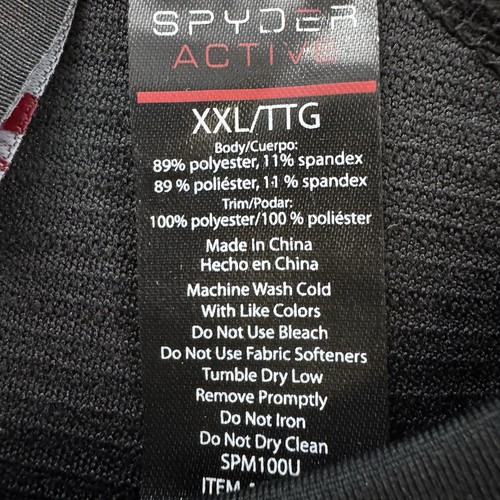 SPYDER
ACTIVE
XXL/TTG
Body/Cuerpo:
89% polyester, 11% spandex
89 % poliéster, 11 % spandex
Trim/Podar:
100% polyester/100 % poliéster
Made In China
Hecho en China
Machine Wash Cold
With Like Colors
Do Not Use Bleach
Do Not Use Fabric Softeners
Tumble Dry Low
Remove Promptly
Do Not Iron
Do Not Dry Clean
SPM100U
ITEM